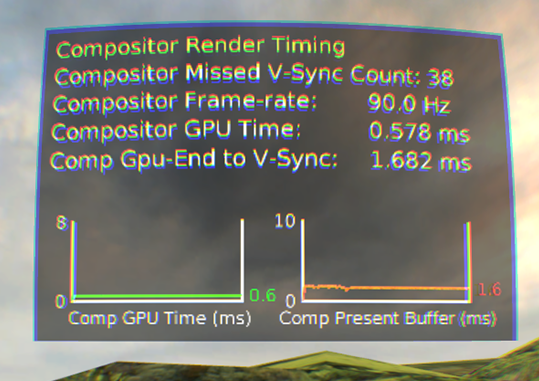 Compositor Render Timing
Compositor Missed V-Sync Count: 38
Compositor Frame-rate: 90.0 Hz
Compositor GPU Time: 0.578 ms
Comp Gpu-End to V-Sync: 1.682 ms
8 10
0 0.6 0 1.6
Comp GPU Time (ms) Comp Present Buffer (ms)